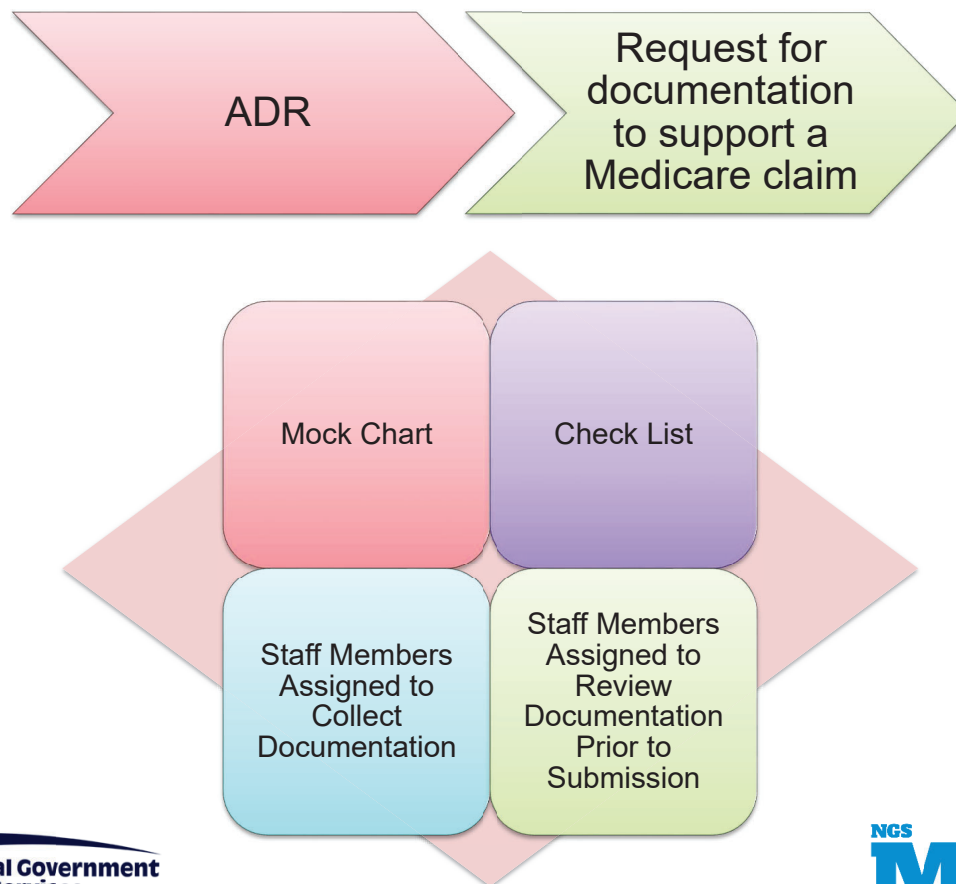 ADR
Request for
documentation
to support a
Medicare claim
Mock Chart
Check List
Staff Members
Assigned to
Collect
Documentation
Staff Members
Assigned to
Review
Documentation
Prior to
Submission
Government
NGS
M